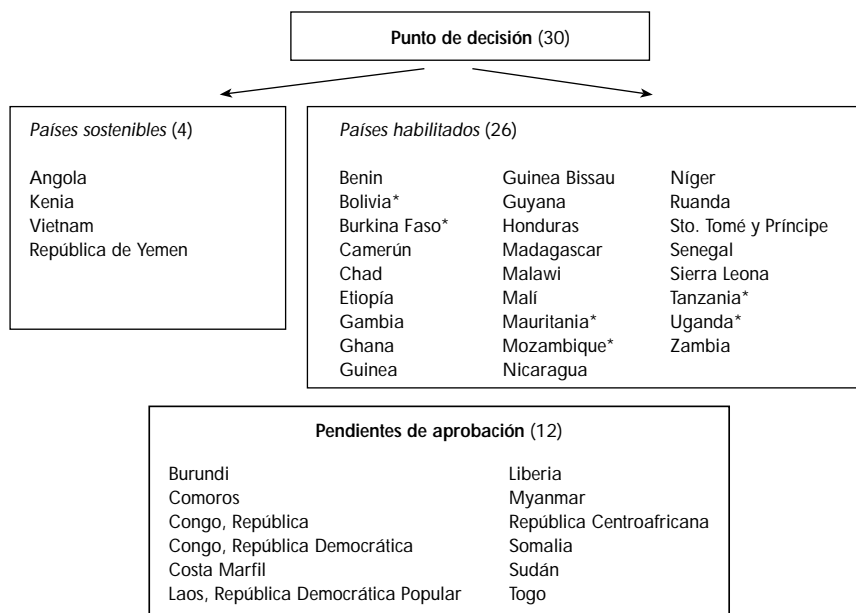 Punto de decisión (30)
Países sostenibles (4)
Angola
Kenia
Vietnam
República de Yemen
Países habilitados (26)
Benin
Bolivia*
Burkina Faso*
Camerún
Chad
Etiopía
Gambia
Ghana
Guinea
Guinea Bissau
Guyana
Honduras
Madagascar
Malawi
Malí
Mauritania*
Mozambique*
Nicaragua
Níger
Ruanda
Sto. Tomé y Príncipe
Senegal
Sierra Leona
Tanzania*
Uganda*
Zambia
Pendientes de aprobación (12)
Burundi
Comoros
Congo, República
Congo, República Democrática
Costa Marfil
Laos, República Democrática Popular
Liberia
Myanmar
República Centroafricana
Somalia
Sudán
Togo